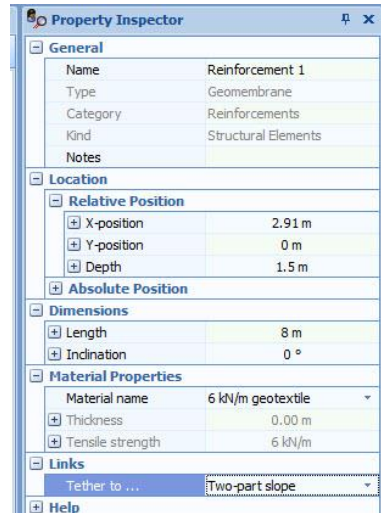 Property Inspector
General
Name Reinforcement 1
Type Geomembrane
Category Reinforcements
Kind Structural Elements
Notes
Location
Relative Position
X-position 2.91 m
Y-position 0 m
Depth 1.5 m
Absolute Position
Dimensions
Length 8 m
Inclination 0 °
Material Properties
Material name 6 kN/m geotextile
Thickness 0.00 m
Tensile strength 6 kN/m
Links
Tether to ... Two-part slope
Help